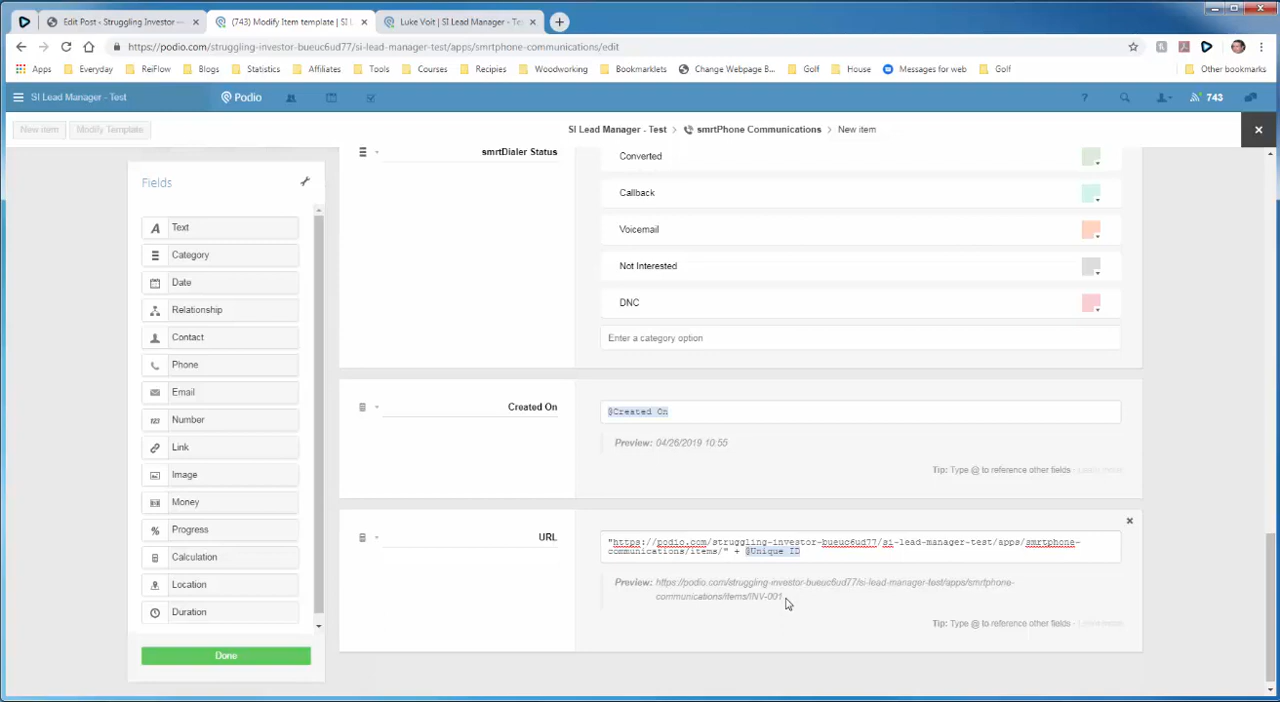 Edit Post ‹ Struggling Investor —
(743) Modify Item template | SI L
Luke Voit | SI Lead Manager - Te
https://podio.com/struggling-investor-bueuc6ud77/si-lead-manager-test/apps/smrtphone-communications/edit
Apps
Everyday
ReiFlow
Blogs
Statistics
Affiliates
Tools
Courses
Recipies
Woodworking
Bookmarklets
Change Webpage B...
Golf
House
Messages for web
Golf
Other bookmarks
SI Lead Manager - Test
Podio
?
743
New item
Modify Template
SI Lead Manager - Test
smrtPhone Communications
New item
Fields
Text
Category
Date
Relationship
Contact
Phone
Email
Number
Link
Image
Money
Progress
Calculation
Location
Duration
Done
smrtDialer Status
Converted
Callback
Voicemail
Not Interested
DNC
Enter a category option
Created On
@Created On
Preview: 04/26/2019 10:55
Tip: Type @ to reference other fields - Learn more
URL
"https://podio.com/struggling-investor-bueuc6ud77/si-lead-manager-test/apps/smrtphone-
communications/items/" + @Unique ID
Preview: https://podio.com/struggling-investor-bueuc6ud77/si-lead-manager-test/apps/smrtphone-
communications/items/INV-001
Tip: Type @ to reference other fields - Learn more